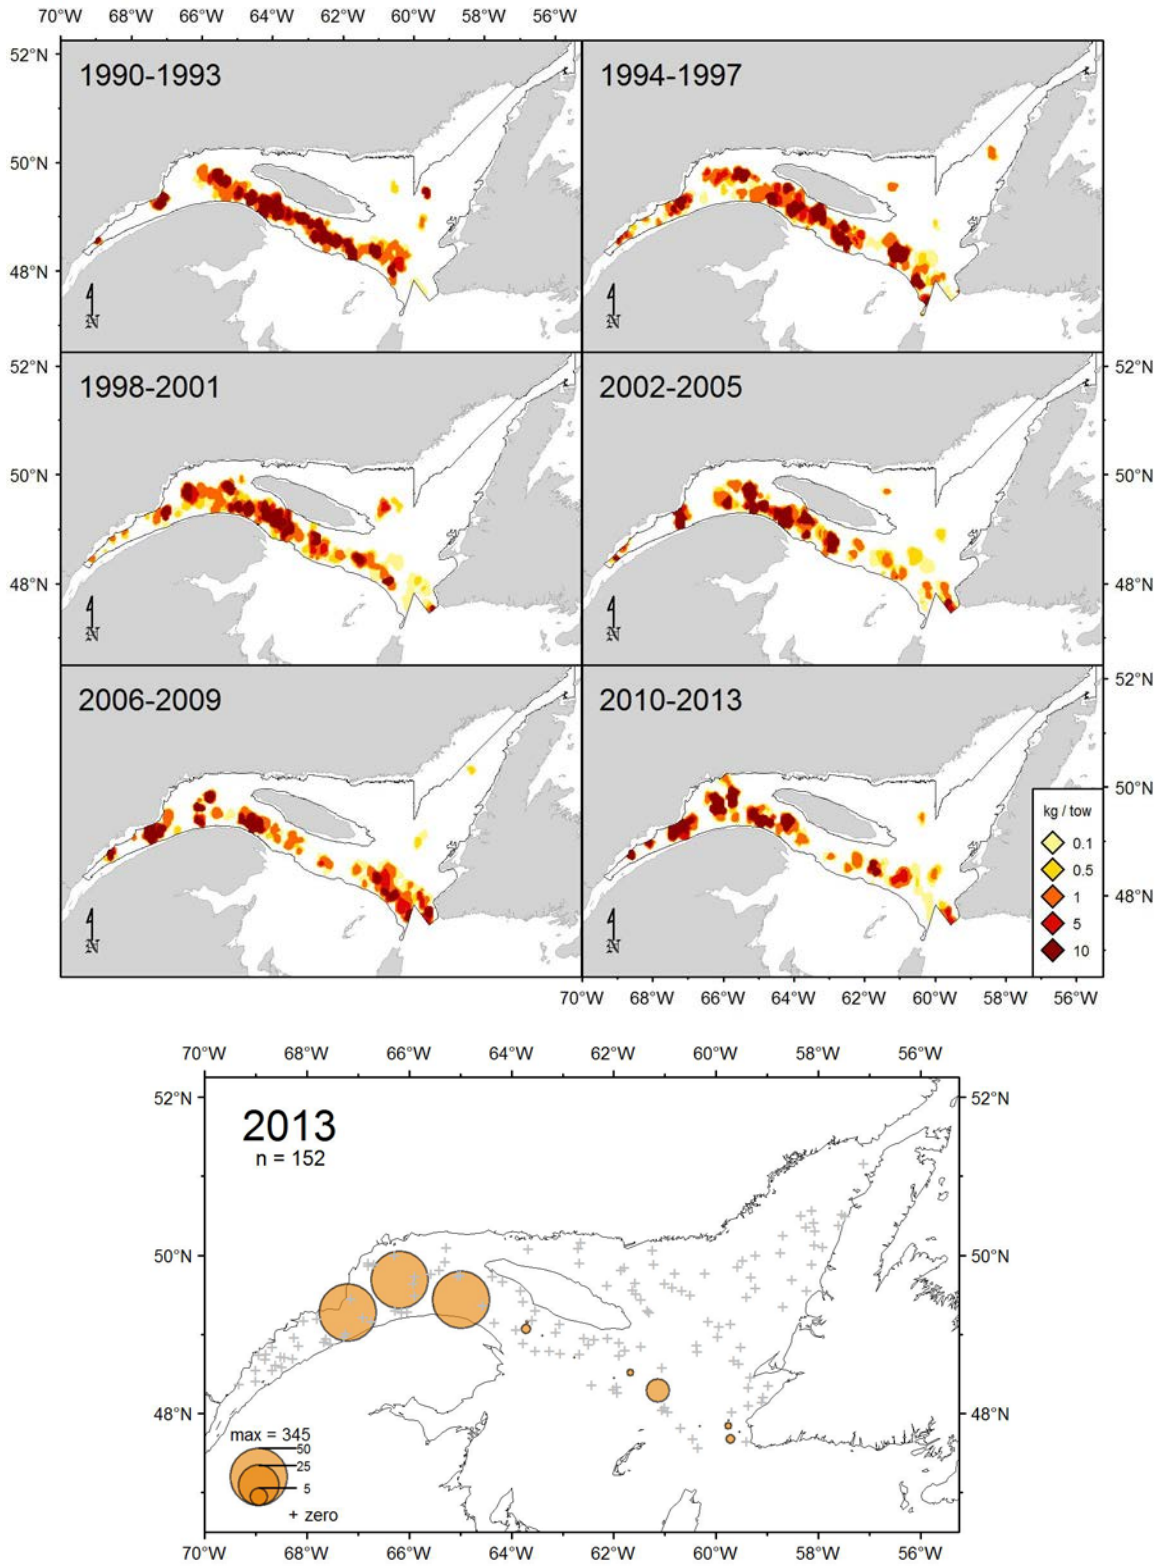 70°W 68°W 66°W 64°W 62°W 60°W 58°W 56°W
52°N
1990-1993
1994-1997
50°N
48°N
N
N
52°N
52°N
1998-2001
2002-2005
50°N
50°N
48°N
48°N
N
N
52°N
2006-2009
2010-2013
50°N
kg / tow
0.1
0.5
1
5
10
48°N
N
N
70°W 68°W 66°W 64°W 62°W 60°W 58°W 56°W
70°W 68°W 66°W 64°W 62°W 60°W 58°W 56°W
52°N
52°N
2013
n = 152
50°N
50°N
48°N
48°N
max = 345
50
25
5
+ zero
70°W 68°W 66°W 64°W 62°W 60°W 58°W 56°W